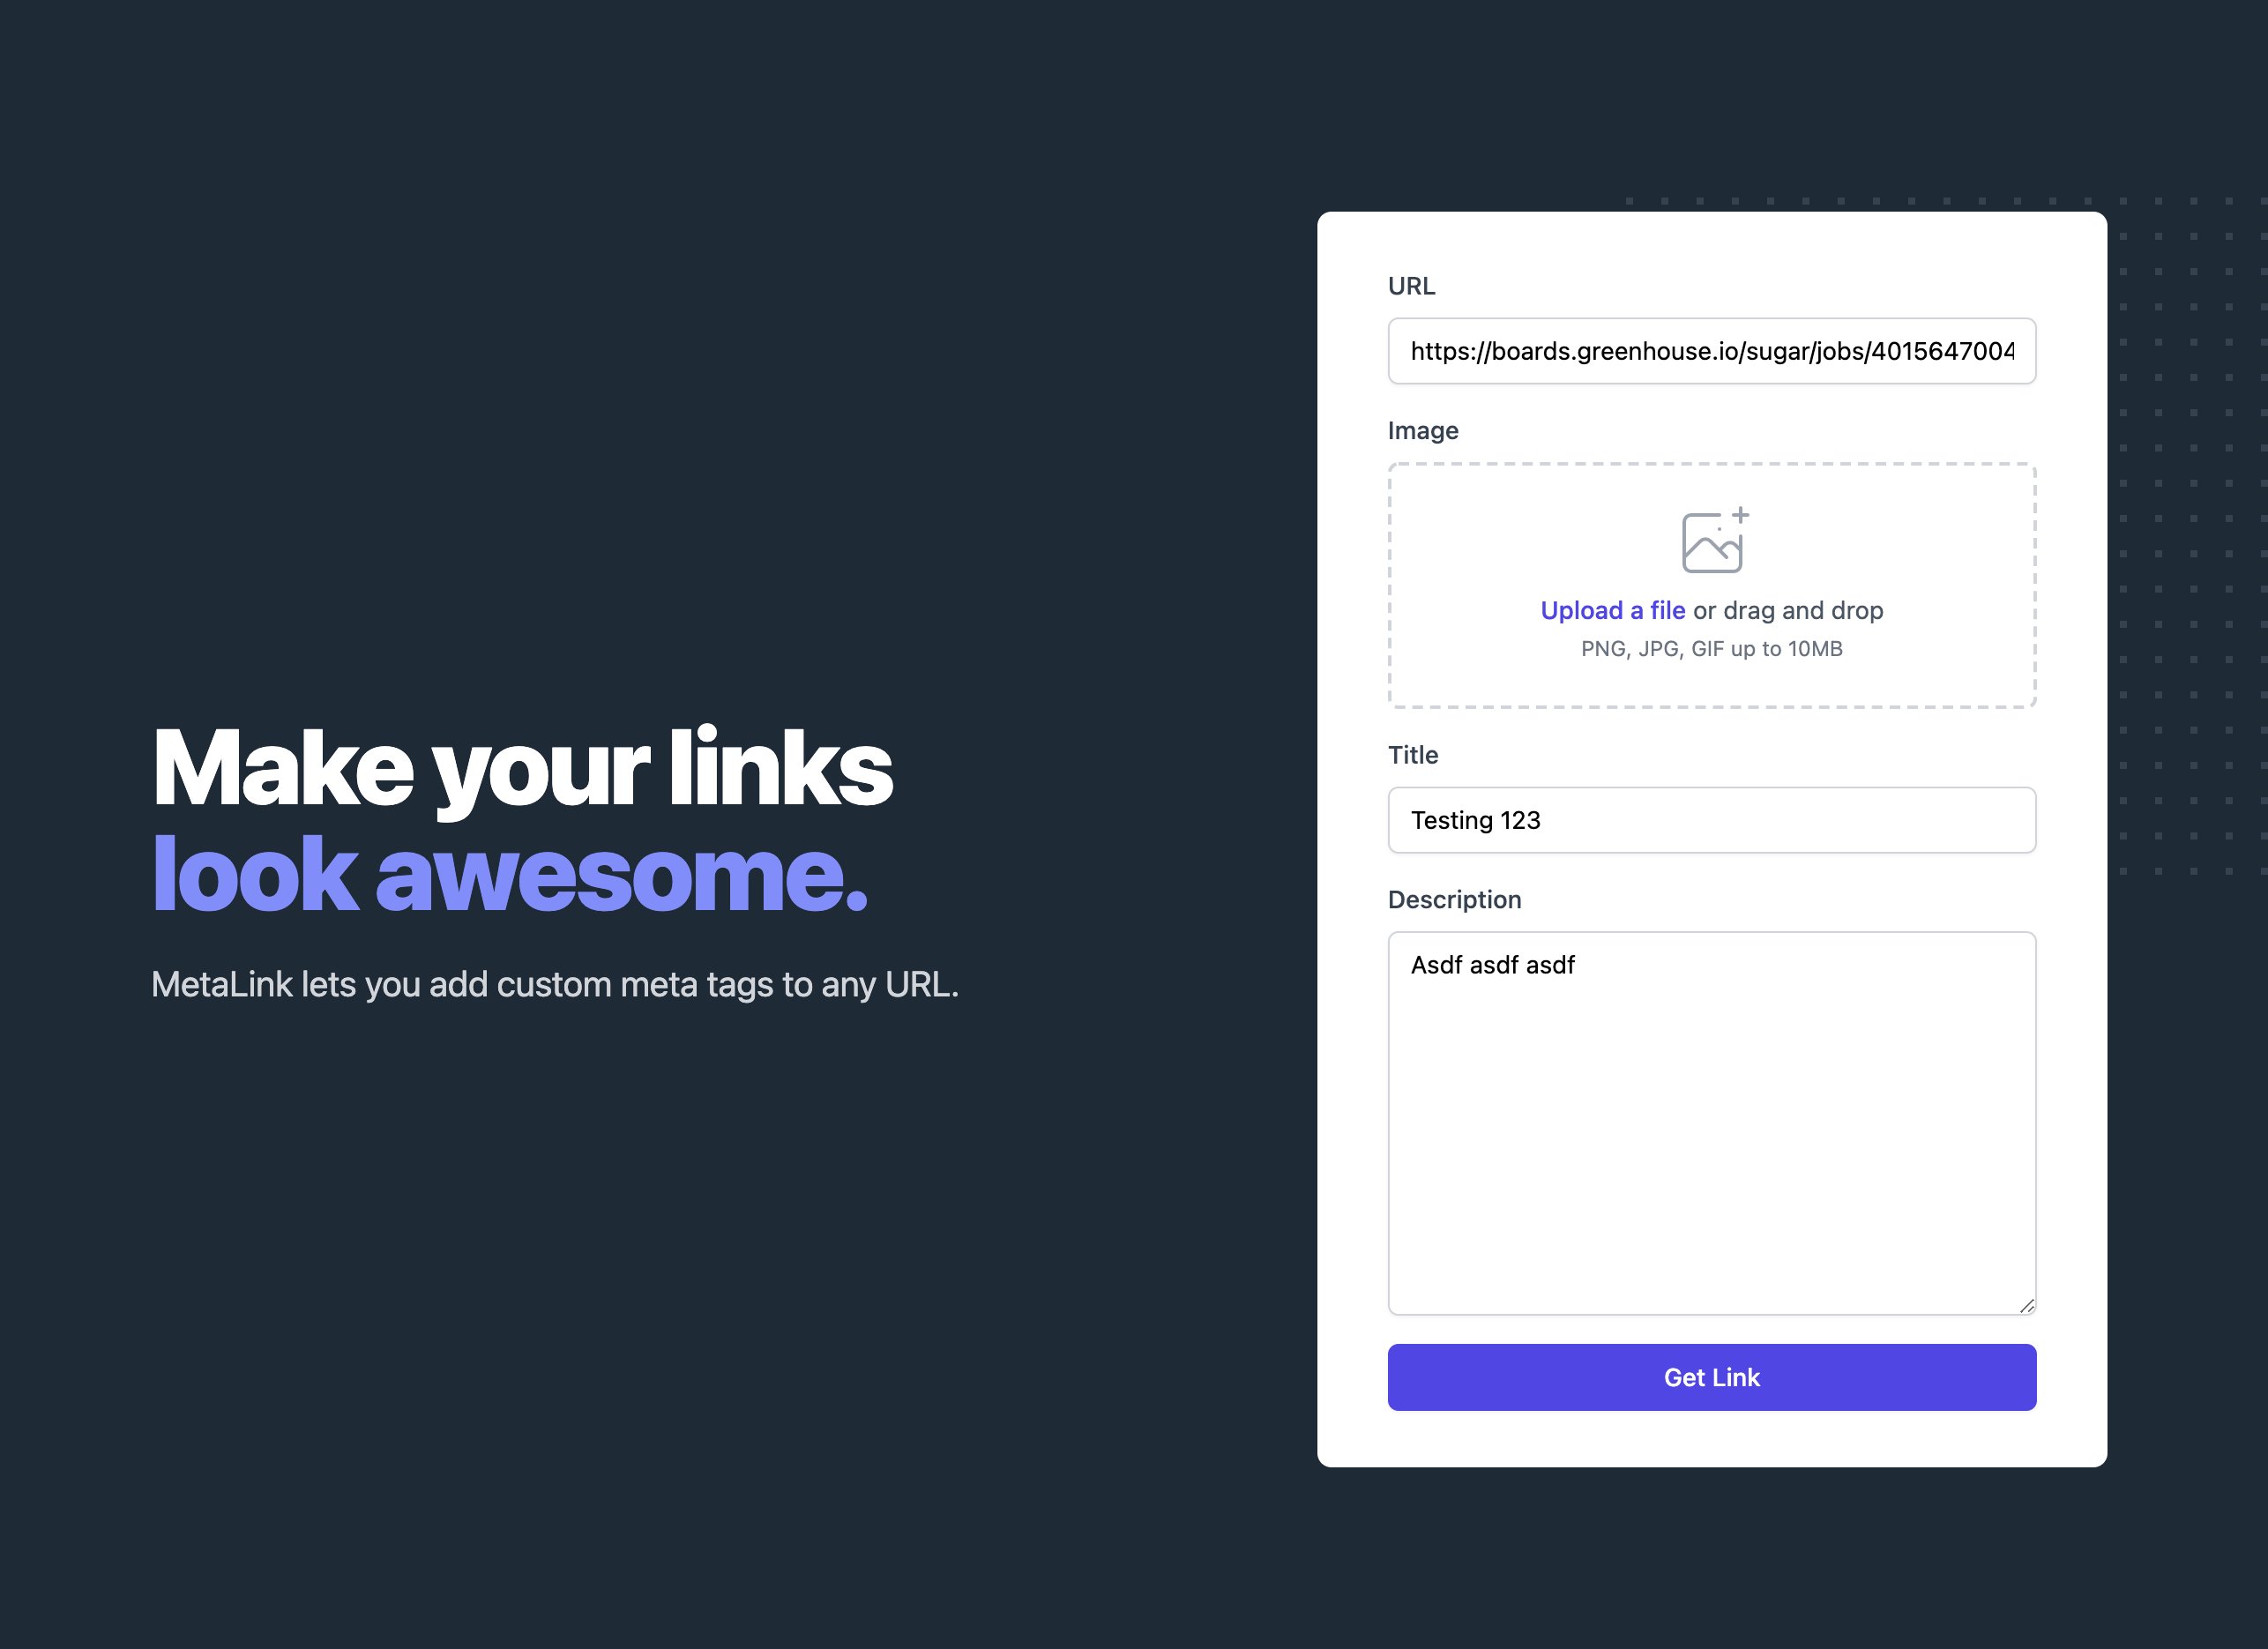 Make your links
look awesome.
MetaLink lets you add custom meta tags to any URL.
URL
https://boards.greenhouse.io/sugar/jobs/4015647004
Image
Upload a file or drag and drop
PNG, JPG, GIF up to 10MB
Title
Testing 123
Description
Asdf asdf asdf
Get Link